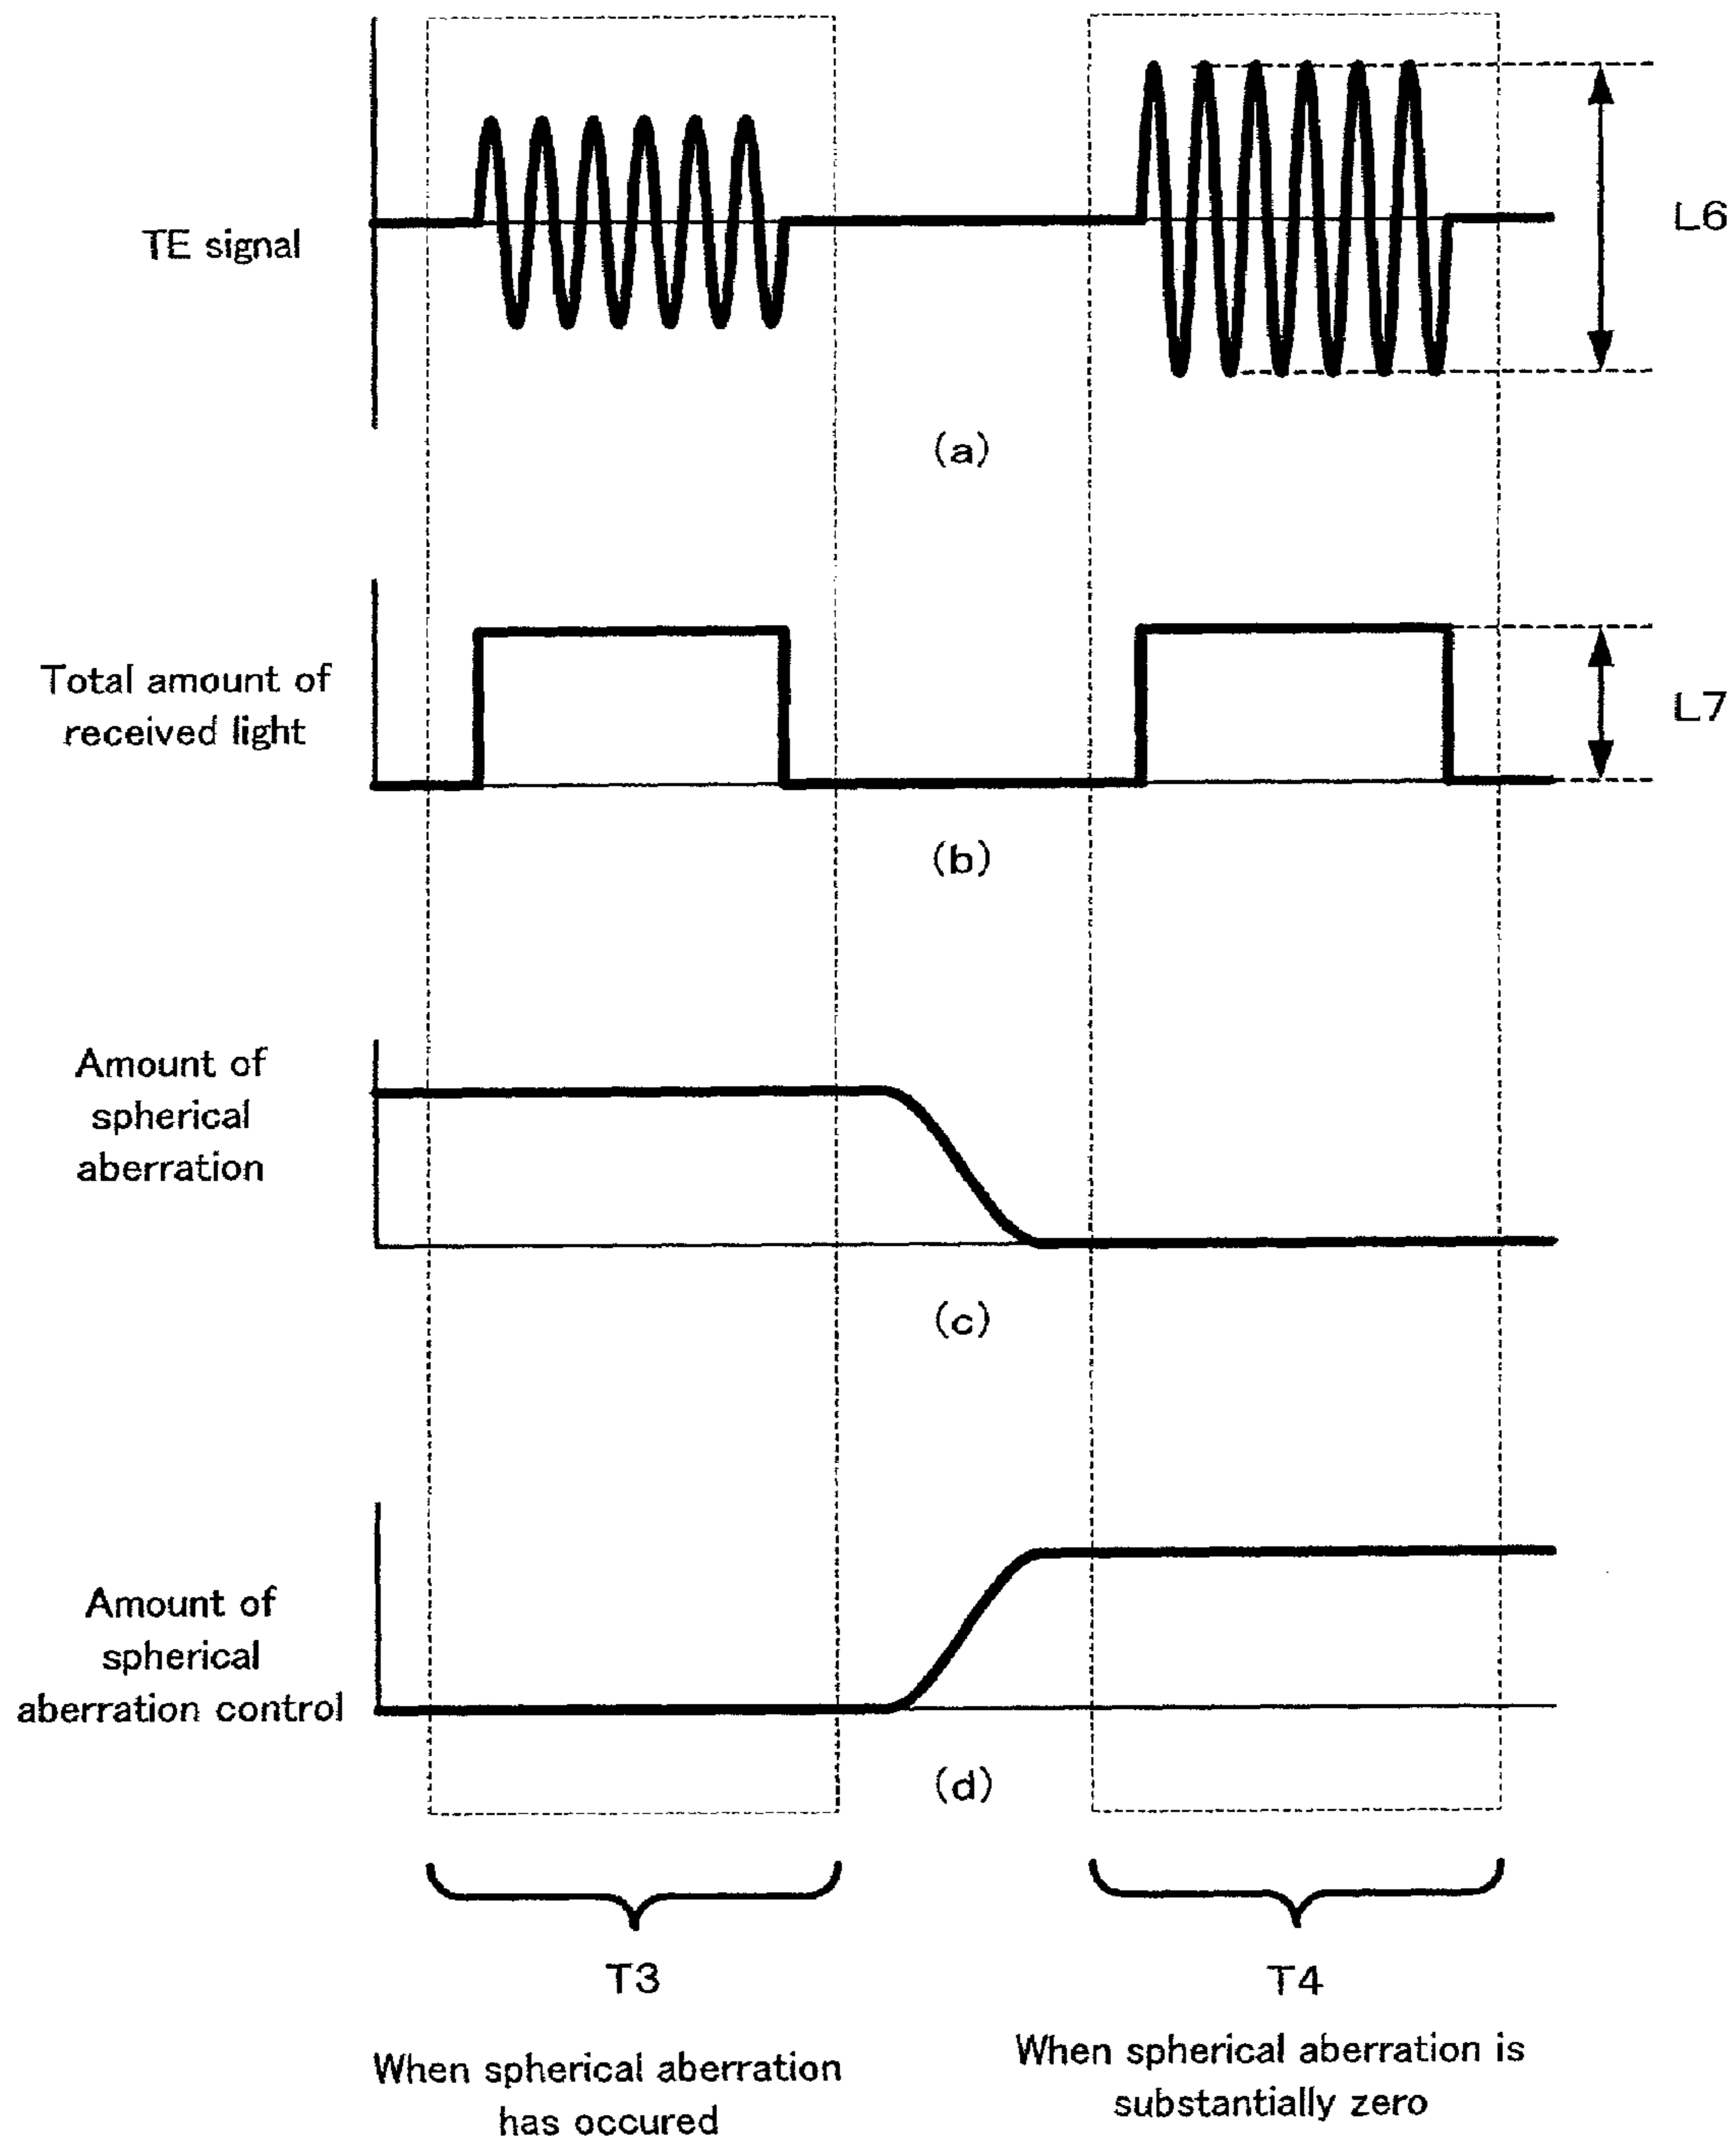 TE signal
L6
(a)
Total amount of
received light
L7
(b)
Amount of
spherical
aberration
(c)
Amount of
spherical
aberration control
(d)
T3
When spherical aberration
has occured
T4
When spherical aberration is
substantially zero